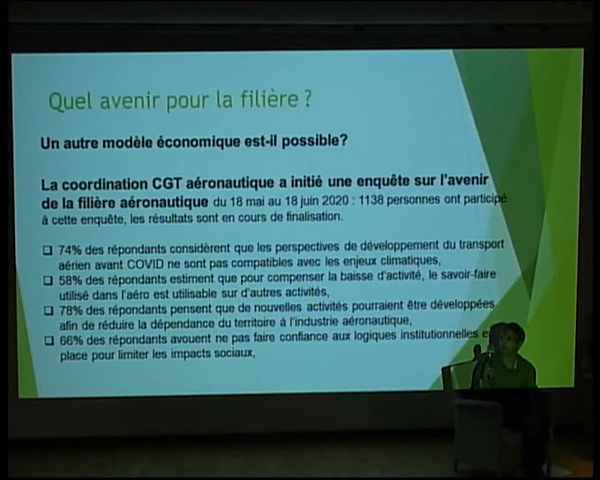 Quel avenir pour la filière ?
Un autre modèle économique est-il possible?
La coordination CGT aéronautique a initié une enquête sur l'avenir
de la filière aéronautique du 18 mai au 18 juin 2020 : 1138 personnes ont participé
à cette enquête, les résultats sont en cours de finalisation.
❑ 74% des répondants considèrent que les perspectives de développement du transport
aérien avant COVID ne sont pas compatibles avec les enjeux climatiques,
❑ 58% des répondants estiment que pour compenser la baisse d'activité, le savoir-faire
utilisé dans l'aéro est utilisable sur d'autres activités,
❑ 78% des répondants pensent que de nouvelles activités pourraient être développées
afin de réduire la dépendance du territoire à l'industrie aéronautique,
❑ 66% des répondants avouent ne pas faire confiance aux logiques institutionnelles
place pour limiter les impacts sociaux,